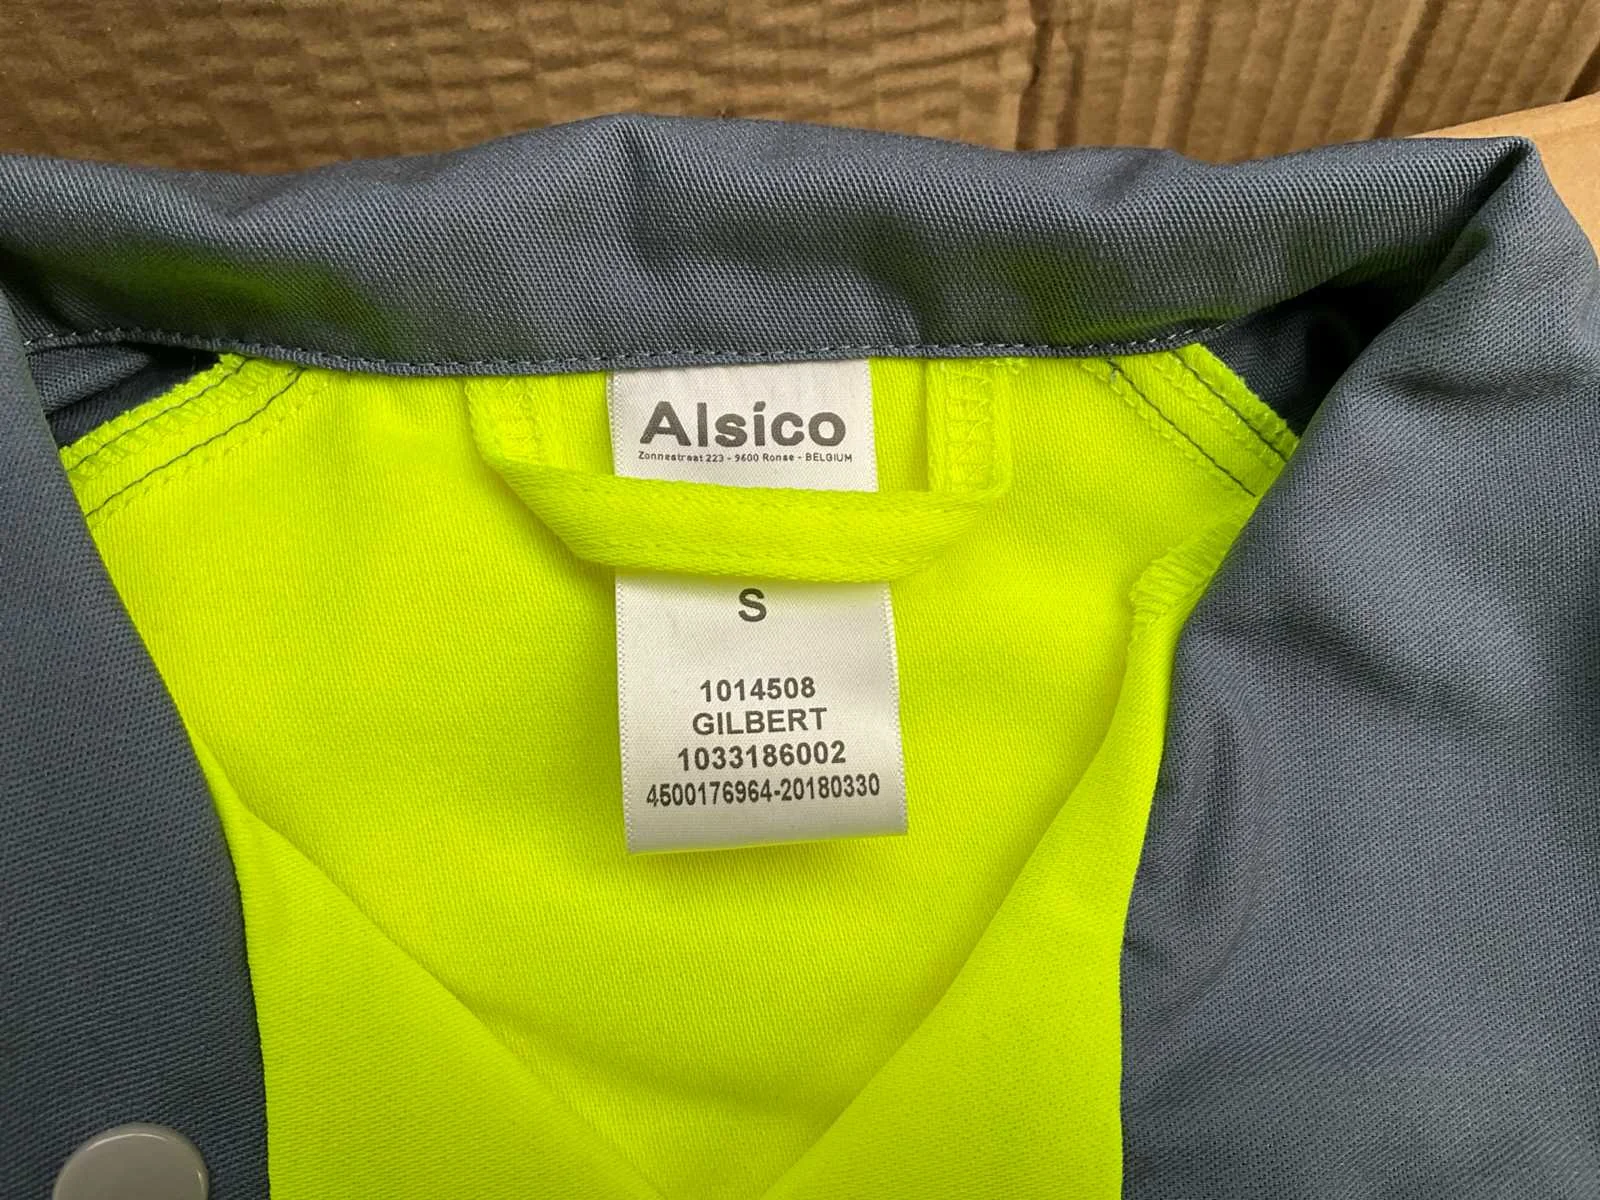 Alsico
Zonnestraat 223 - 9600 Ronse - BELGIUM
S
1014508
GILBERT
1033186002
4500176964-20180330